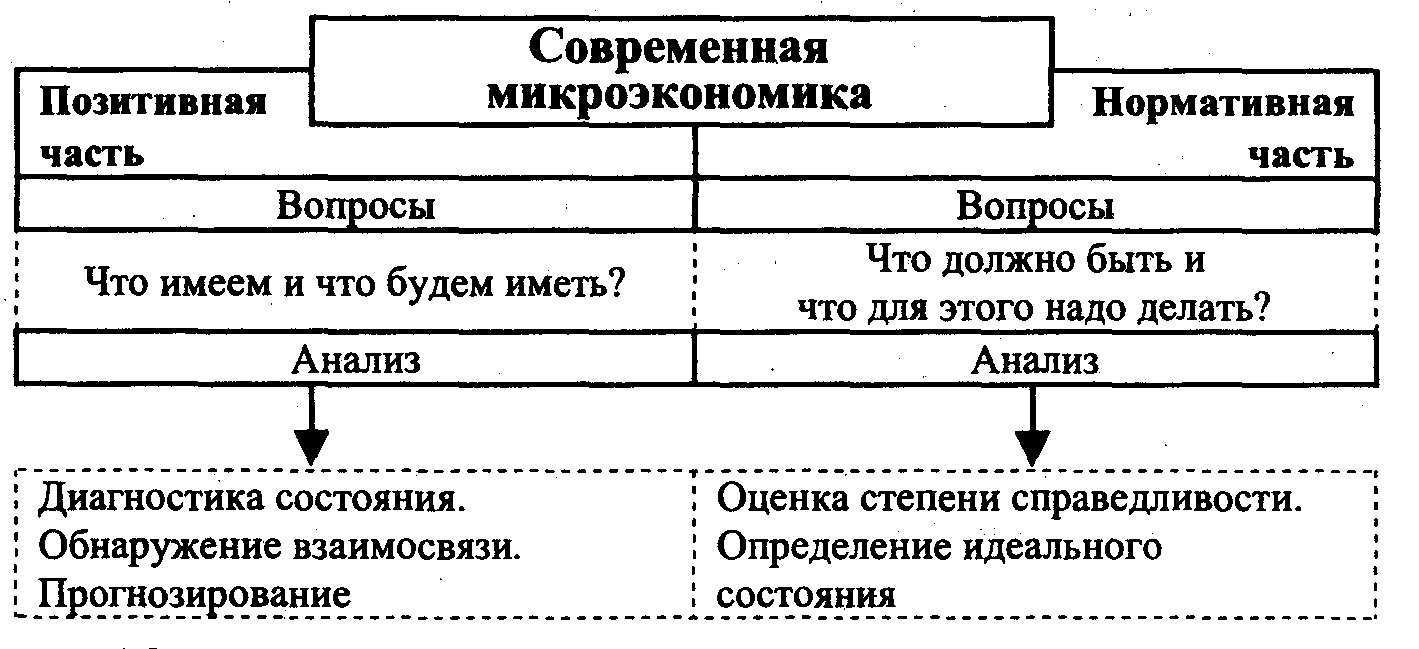 Современная
микроэкономика
Позитивная
часть
Нормативная
часть
Вопросы
Вопросы
Что имеем и что будем иметь?
Что должно быть и
что для этого надо делать?
Анализ
Анализ
Диагностика состояния.
Обнаружение взаимосвязи.
Прогнозирование
Оценка степени справедливости.
Определение идеального
состояния